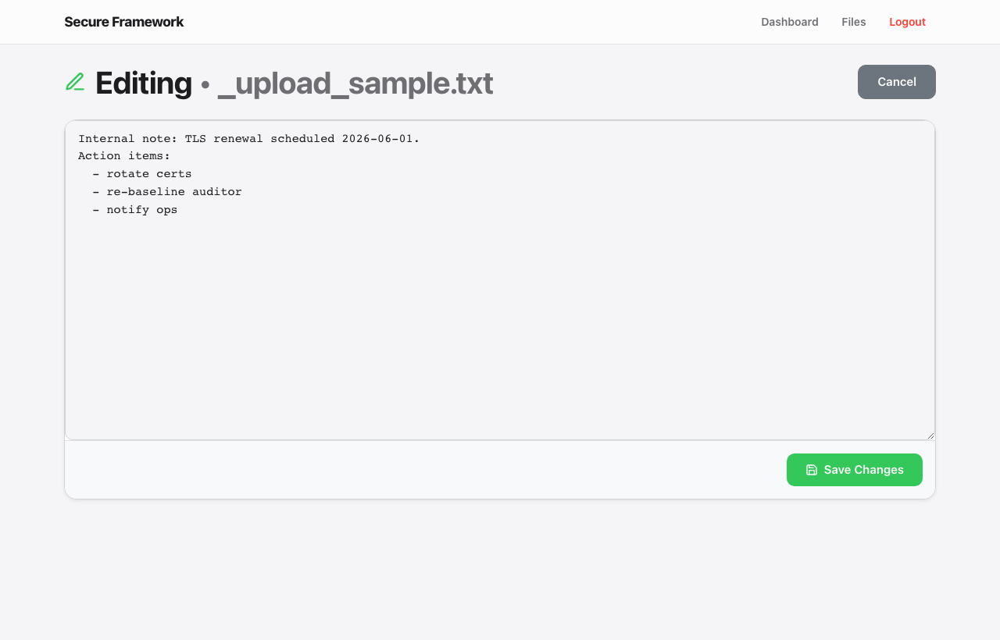 Secure Framework
Dashboard Files Logout
Editing • _upload_sample.txt
Cancel
Internal note: TLS renewal scheduled 2026-06-01.
Action items:
  - rotate certs
  - re-baseline auditor
  - notify ops
Save Changes